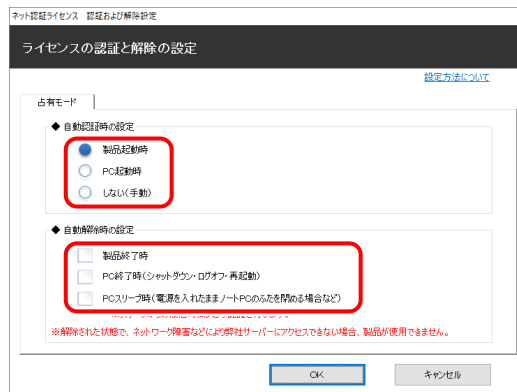 ネット認証ライセンス 認証および解除設定
ライセンスの認証と解除の設定
設定方法について
占有モード
◆ 自動認証時の設定
製品起動時
PC起動時
しない(手動)
◆ 自動解除時の設定
製品終了時
PC終了時(シャットダウン・ログオフ・再起動)
PCスリープ時(電源を入れたままノートPCのふたを閉める場合など)
※解除された状態で、ネットワーク障害などにより弊社サーバーにアクセスできない場合、製品が使用できません。
OK
キャンセル